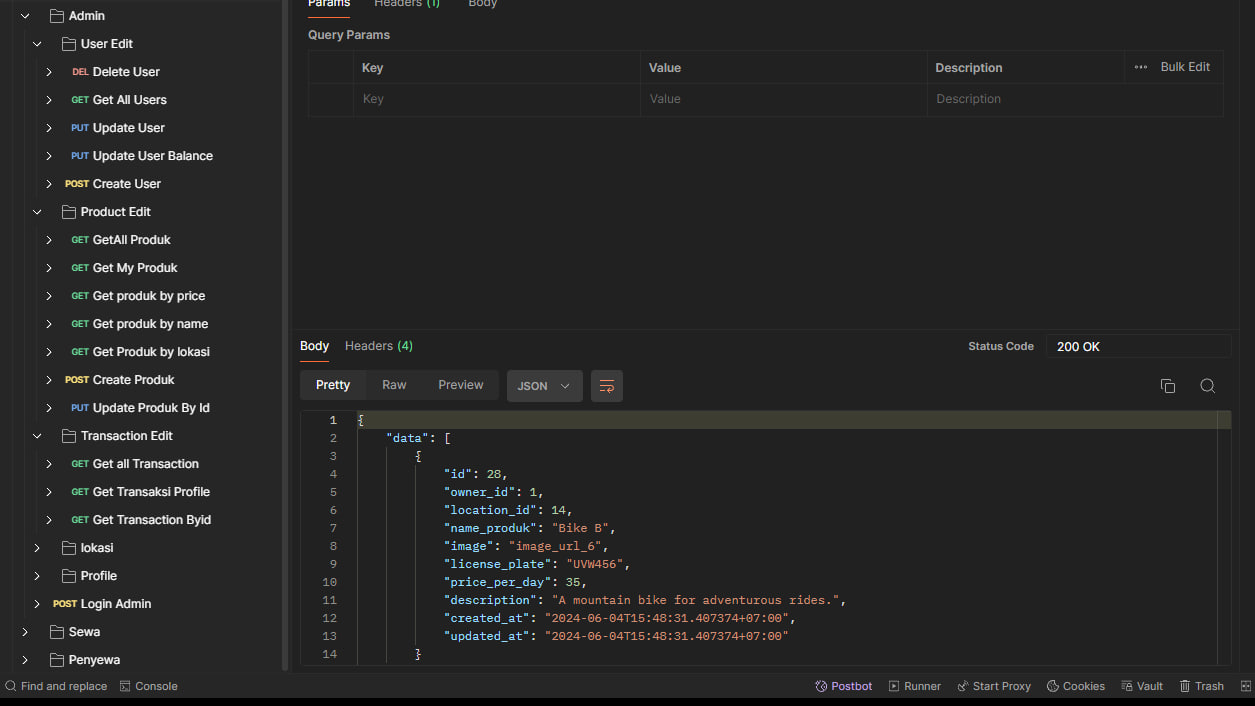 Admin
User Edit
DEL Delete User
GET Get All Users
PUT Update User
PUT Update User Balance
POST Create User
Product Edit
GET GetAll Produk
GET Get My Produk
GET Get produk by price
GET Get produk by name
GET Get Produk by lokasi
POST Create Produk
PUT Update Produk By Id
Transaction Edit
GET Get all Transaction
GET Get Transaksi Profile
GET Get Transaction Byid
lokasi
Profile
POST Login Admin
Sewa
Penyewa
Params Headers (1) Body
Query Params
Key Value Description ••• Bulk Edit
Key Value Description
Body Headers (4) Status Code 200 OK
Pretty Raw Preview JSON
1 {
2 "data": [
3 {
4 "id": 28,
5 "owner_id": 1,
6 "location_id": 14,
7 "name_produk": "Bike B",
8 "image": "image_url_6",
9 "license_plate": "UVW456",
10 "price_per_day": 35,
11 "description": "A mountain bike for adventurous rides.",
12 "created_at": "2024-06-04T15:48:31.407374+07:00",
13 "updated_at": "2024-06-04T15:48:31.407374+07:00"
14 }
Find and replace Console Postbot Runner Start Proxy Cookies Vault Trash